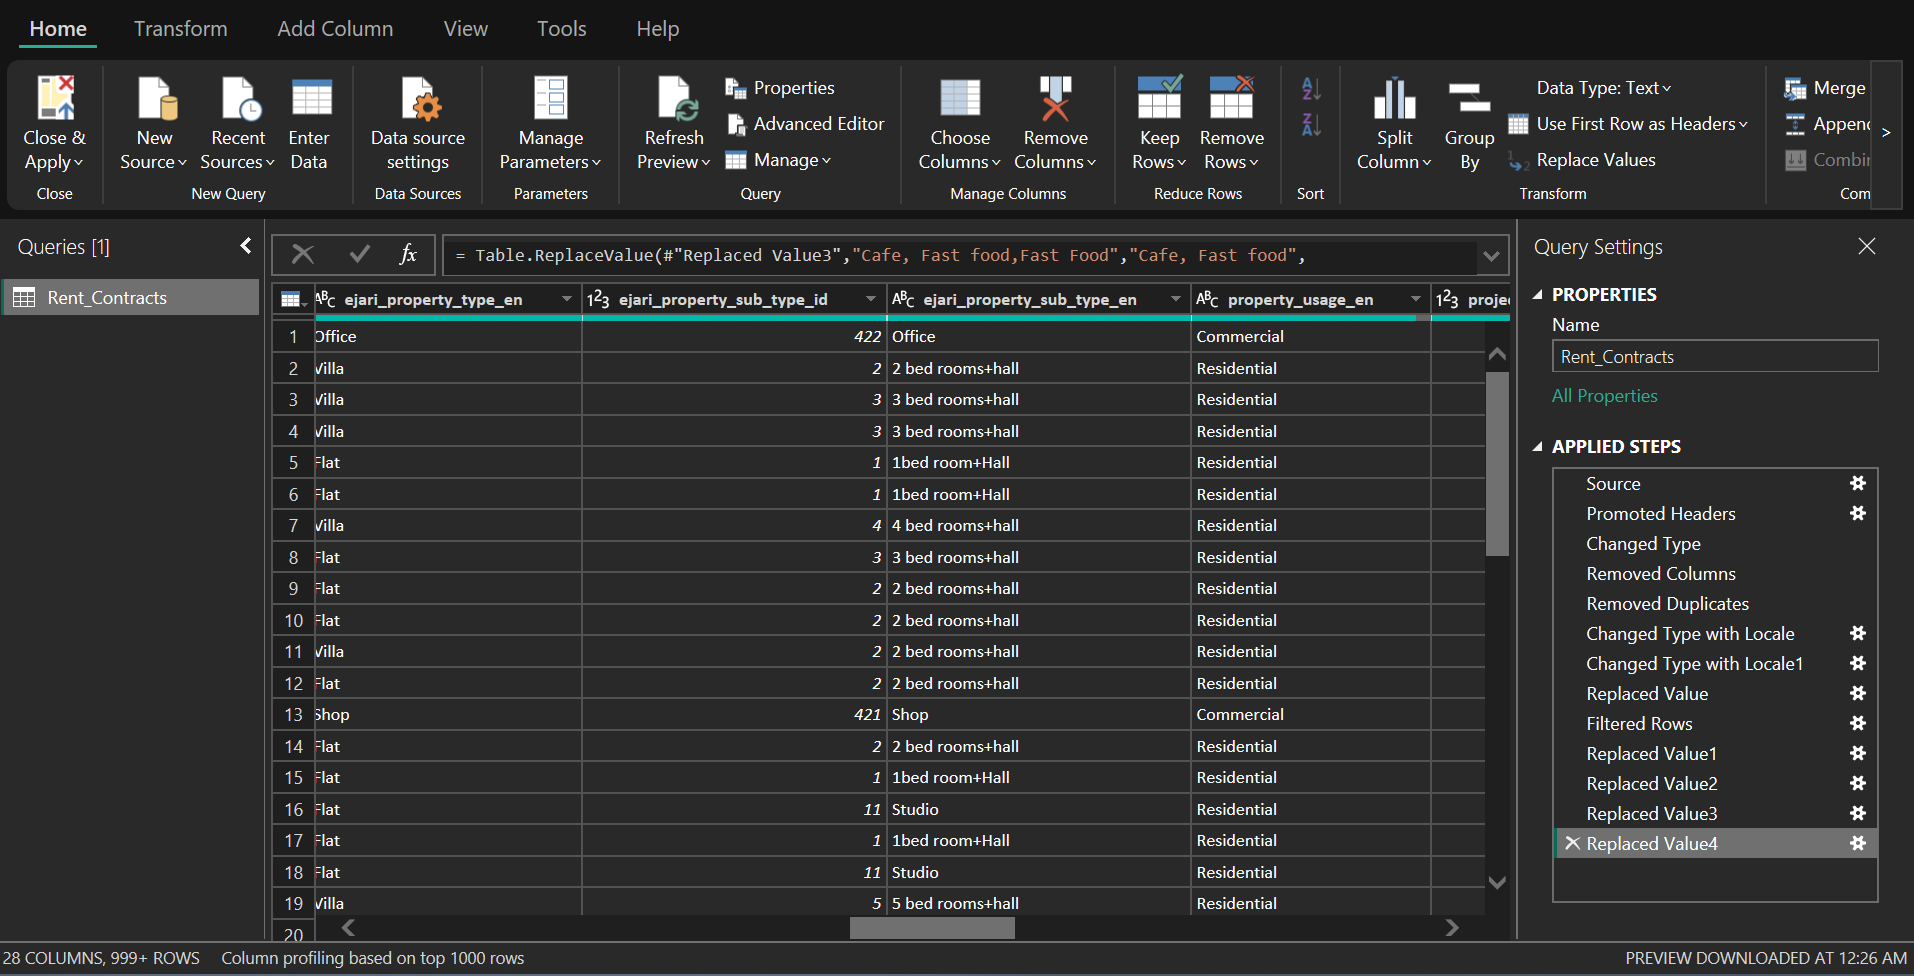 Home Transform Add Column View Tools Help
Close & Apply
New Source
Recent Sources
Enter Data
Data source settings
Manage Parameters
Refresh Preview
Properties
Advanced Editor
Manage
Choose Columns
Remove Columns
Keep Rows
Remove Rows
Split Column
Group By
Data Type: Text
Use First Row as Headers
Replace Values
Merge
Appen
Combi
Close New Query Data Sources Parameters Query Manage Columns Reduce Rows Sort Transform Com
Queries [1]
Rent_Contracts
fx = Table.ReplaceValue(#"Replaced Value3","Cafe, Fast food,Fast Food","Cafe, Fast food",
ABC ejari_property_type_en 123 ejari_property_sub_type_id ABC ejari_property_sub_type_en ABC property_usage_en 123 proje
1 Office 422 Office Commercial
2 Villa 2 2 bed rooms+hall Residential
3 Villa 3 3 bed rooms+hall Residential
4 Villa 3 3 bed rooms+hall Residential
5 Flat 1 1bed room+Hall Residential
6 Flat 1 1bed room+Hall Residential
7 Villa 4 4 bed rooms+hall Residential
8 Flat 3 3 bed rooms+hall Residential
9 Flat 2 2 bed rooms+hall Residential
10 Flat 2 2 bed rooms+hall Residential
11 Villa 2 2 bed rooms+hall Residential
12 Flat 2 2 bed rooms+hall Residential
13 Shop 421 Shop Commercial
14 Flat 2 2 bed rooms+hall Residential
15 Flat 1 1bed room+Hall Residential
16 Flat 11 Studio Residential
17 Flat 1 1bed room+Hall Residential
18 Flat 11 Studio Residential
19 Villa 5 5 bed rooms+hall Residential
20
Query Settings
PROPERTIES
Name
Rent_Contracts
All Properties
APPLIED STEPS
Source
Promoted Headers
Changed Type
Removed Columns
Removed Duplicates
Changed Type with Locale
Changed Type with Locale1
Replaced Value
Filtered Rows
Replaced Value1
Replaced Value2
Replaced Value3
Replaced Value4
28 COLUMNS, 999+ ROWS Column profiling based on top 1000 rows PREVIEW DOWNLOADED AT 12:26 AM